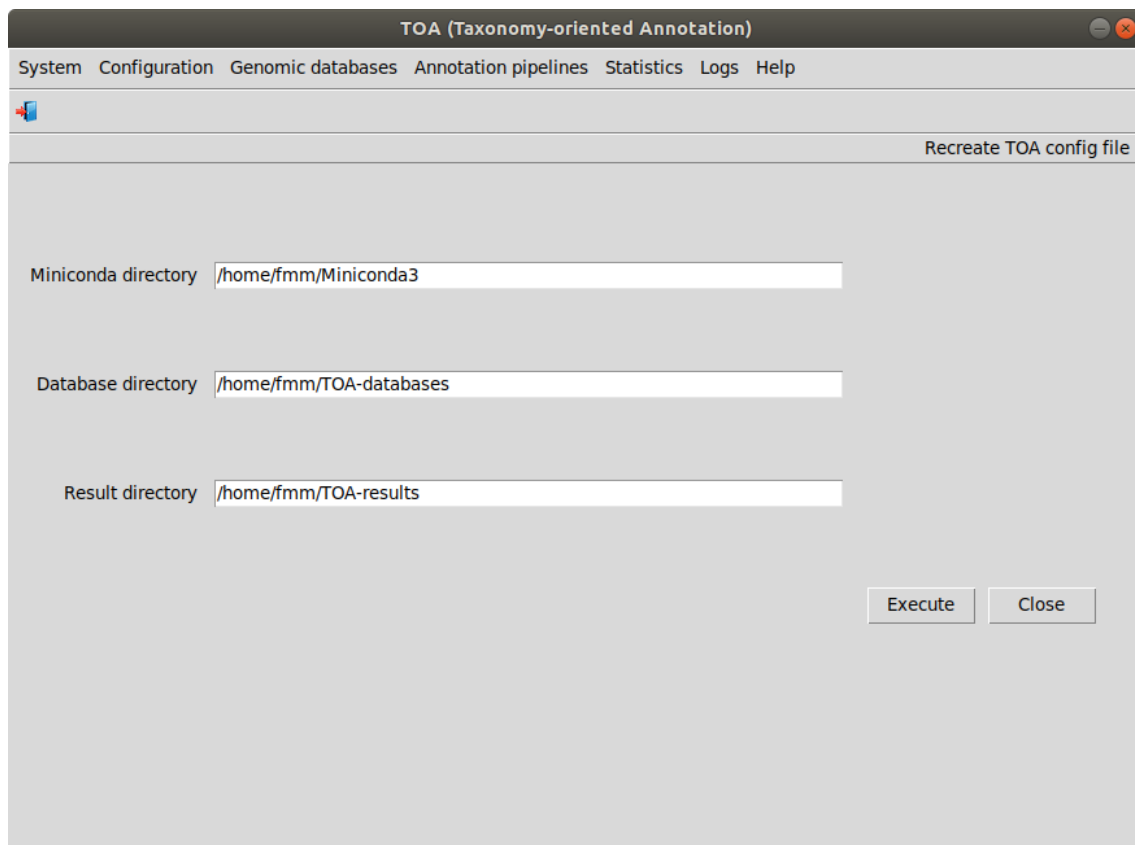 TOA (Taxonomy-oriented Annotation)
System Configuration Genomic databases Annotation pipelines Statistics Logs Help
Recreate TOA config file
Miniconda directory /home/fmm/Miniconda3
Database directory /home/fmm/TOA-databases
Result directory /home/fmm/TOA-results
Execute Close